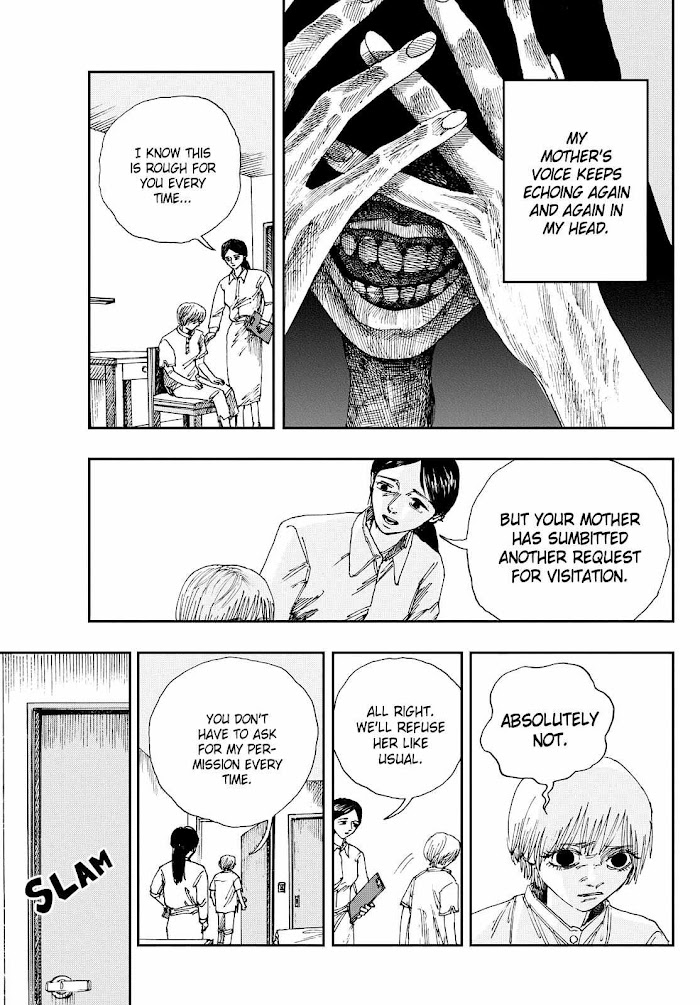 MY
MOTHER'S
VOICE KEEPS
ECHOING AGAIN
AND AGAIN IN
MY HEAD.
I KNOW THIS
IS ROUGH FOR
YOU EVERY
TIME...
BUT YOUR MOTHER
HAS SUMBITTED
ANOTHER REQUEST
FOR VISITATION.
ABSOLUTELY
NOT.
ALL RIGHT.
WE'LL REFUSE
HER LIKE
USUAL.
YOU DON'T
HAVE TO ASK
FOR MY PER-
MISSION EVERY
TIME.
SLAM